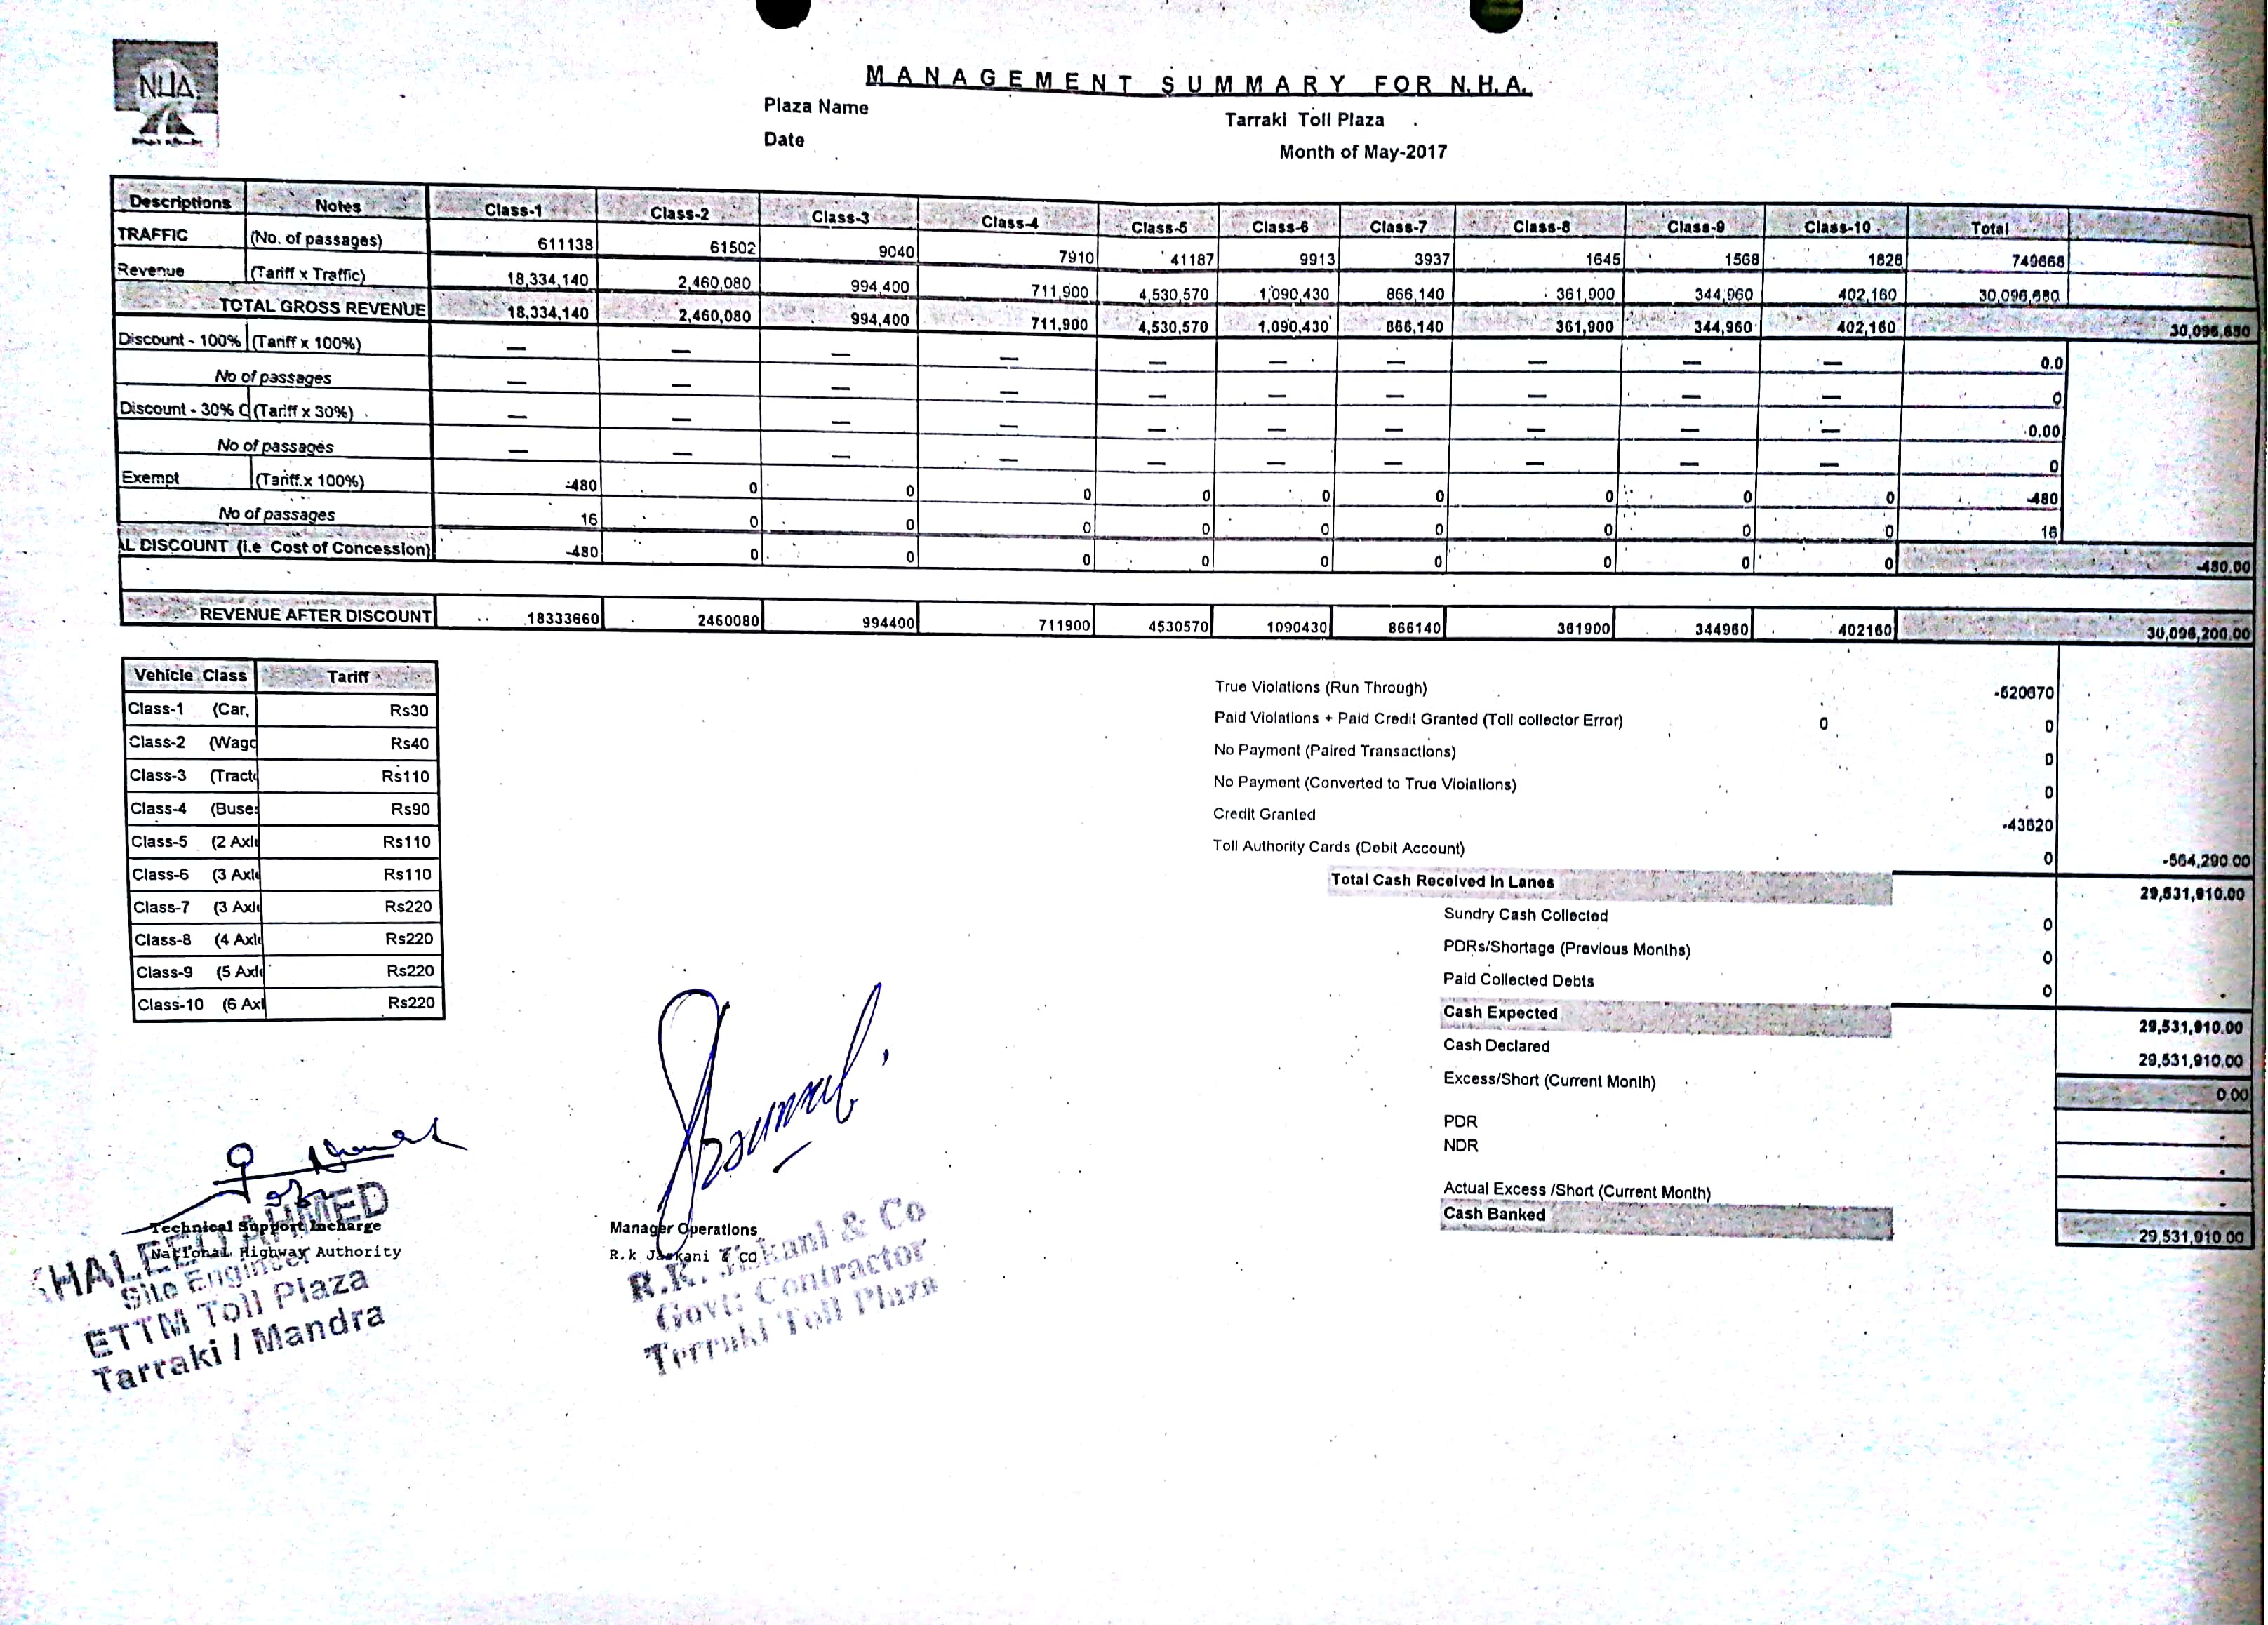 NHA
MANAGEMENT SUMMARY FOR N.H.A.
Plaza Name Tarraki Toll Plaza
Date Month of May-2017
Descriptions Notes Class-1 Class-2 Class-3 Class-4 Class-5 Class-6 Class-7 Class-8 Class-9 Class-10 Total
TRAFFIC (No. of passages) 611138 61502 9040 7910 41187 9913 3937 1645 1568 1828 749668
Revenue (Tariff x Traffic) 18,334,140 2,460,080 994,400 711,900 4,530,570 1,090,430 866,140 361,900 344,960 402,160 30,096,680
TOTAL GROSS REVENUE 18,334,140 2,460,080 994,400 711,900 4,530,570 1,090,430 866,140 361,900 344,960 402,160 30,096,680
Discount - 100% (Tariff x 100%) — — — — — — — — — — 0.0
No of passages — — — — — — — — — — 0
Discount - 30% C (Tariff x 30%) — — — — — — — — — — 0.00
No of passages — — — — — — — — — — 0
Exempt (Tariff x 100%) -480 0 0 0 0 0 0 0 0 0 -480
No of passages 16 0 0 0 0 0 0 0 0 0 16
AL DISCOUNT (i.e Cost of Concession) -480 0 0 0 0 0 0 0 0 0 -480.00
REVENUE AFTER DISCOUNT 18333660 2460080 994400 711900 4530570 1090430 866140 361900 344960 402160 30,096,200.00
Vehicle Class Tariff
Class-1 (Car, Rs30
Class-2 (Wago Rs40
Class-3 (Tracto Rs110
Class-4 (Buses Rs90
Class-5 (2 Axle Rs110
Class-6 (3 Axle Rs110
Class-7 (3 Axle Rs220
Class-8 (4 Axle Rs220
Class-9 (5 Axle Rs220
Class-10 (6 Axl Rs220
True Violations (Run Through) -520670
Paid Violations + Paid Credit Granted (Toll collector Error) 0 0
No Payment (Paired Transactions) 0
No Payment (Converted to True Violations) 0
Credit Granted -43620
Toll Authority Cards (Debit Account) 0 -564,290.00
Total Cash Received In Lanes 29,531,910.00
Sundry Cash Collected 0
PDRs/Shortage (Previous Months) 0
Paid Collected Debts 0
Cash Expected 29,531,910.00
Cash Declared 29,531,910.00
Excess/Short (Current Month) 0.00
PDR
NDR
Actual Excess /Short (Current Month)
Cash Banked 29,531,910.00
Technical Support Incharge
National Highway Authority
KHALEEQ AHMED
Site Engineer
ETTM Toll Plaza
Tarraki / Mandra
Manager Operations
R.k Jaskani & CO
R.K. Jskani & Co
Govt: Contractor
Terraki Toll Plaza